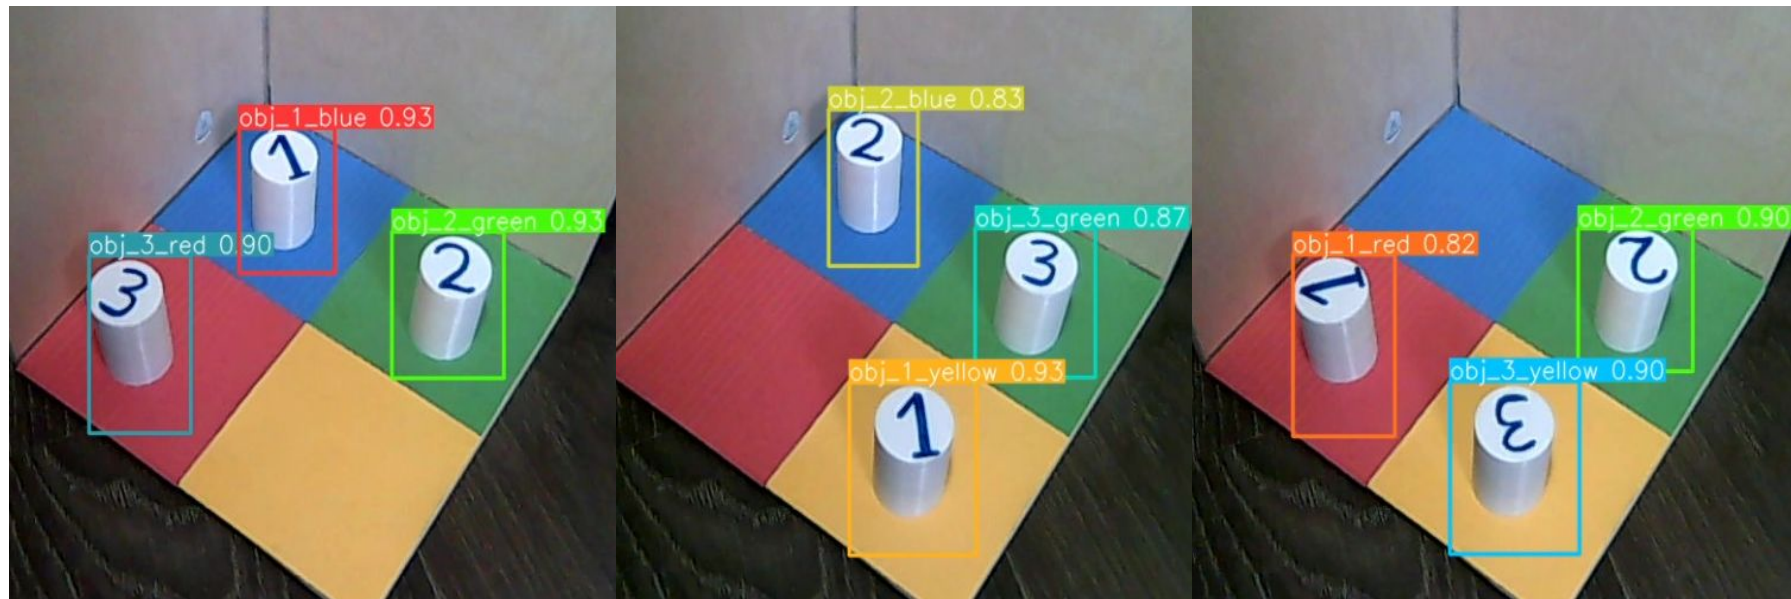 obj_1_blue 0.93
1
obj_2_green 0.93
obj_3_red 0.90
2
3
obj_2_blue 0.83
2
obj_3_green 0.87
3
obj_1_yellow 0.93
1
obj_2_green 0.90
obj_1_red 0.82
2
1
obj_3_yellow 0.90
3